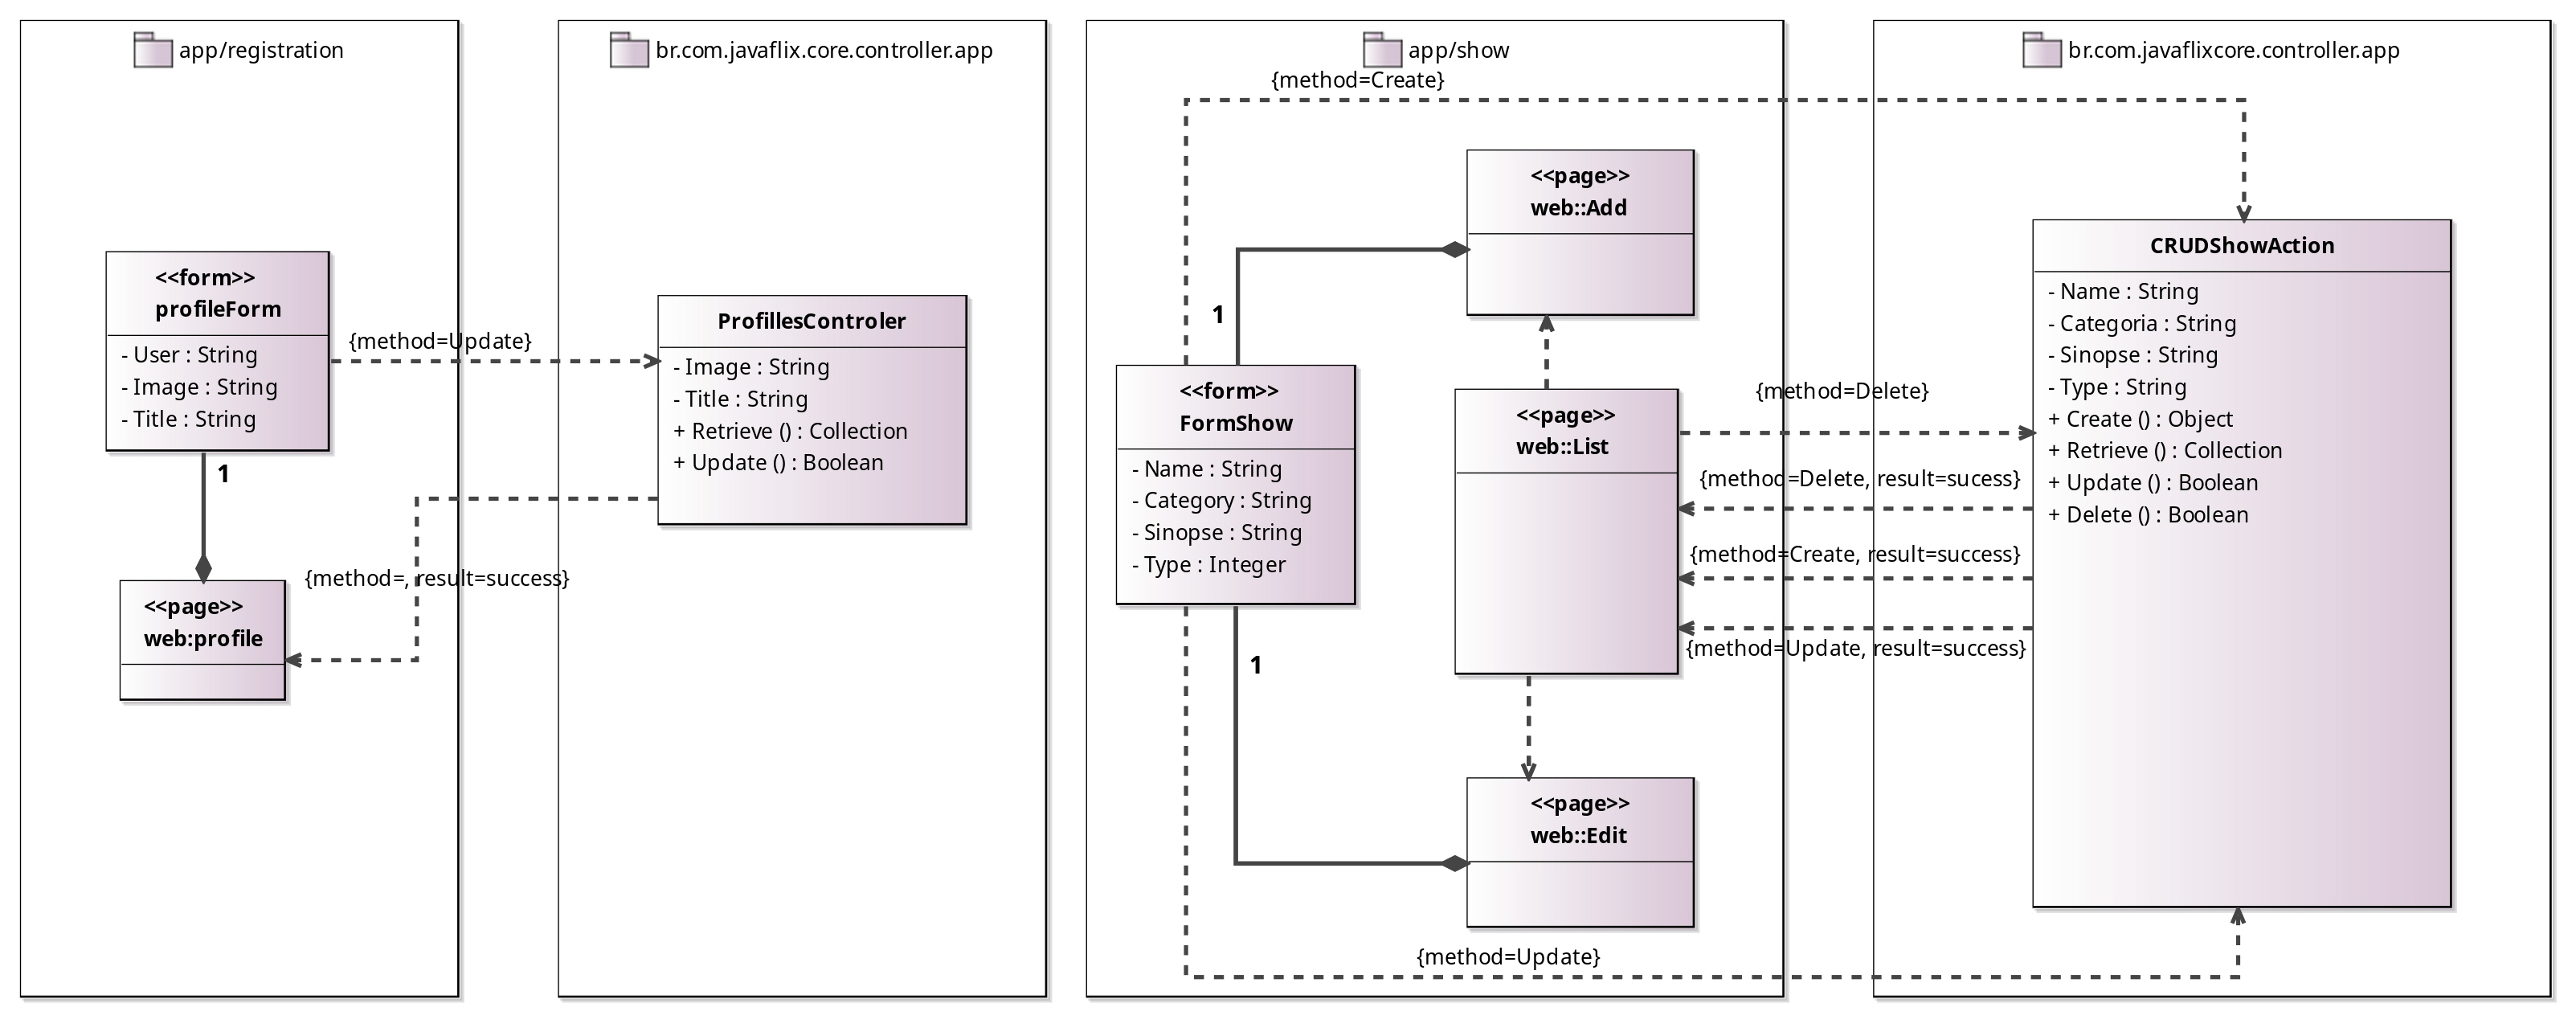 app/registration
<<form>>
profileForm
- User : String
- Image : String
- Title : String
1
<<page>>
web:profile
{method=Update}
{method=, result=success}
br.com.javaflix.core.controller.app
ProfillesControler
- Image : String
- Title : String
+ Retrieve () : Collection
+ Update () : Boolean
app/show
{method=Create}
<<page>>
web::Add
1
<<form>>
FormShow
- Name : String
- Category : String
- Sinopse : String
- Type : Integer
1
<<page>>
web::List
<<page>>
web::Edit
{method=Update}
{method=Delete}
{method=Delete, result=sucess}
{method=Create, result=success}
{method=Update, result=success}
br.com.javaflixcore.controller.app
CRUDShowAction
- Name : String
- Categoria : String
- Sinopse : String
- Type : String
+ Create () : Object
+ Retrieve () : Collection
+ Update () : Boolean
+ Delete () : Boolean